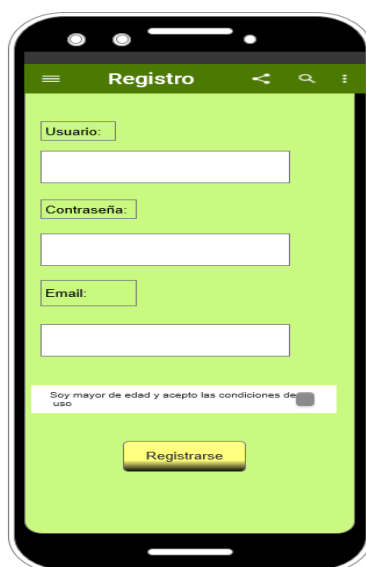 Registro
Usuario:
Contraseña:
Email:
Soy mayor de edad y acepto las condiciones de
uso
Registrarse